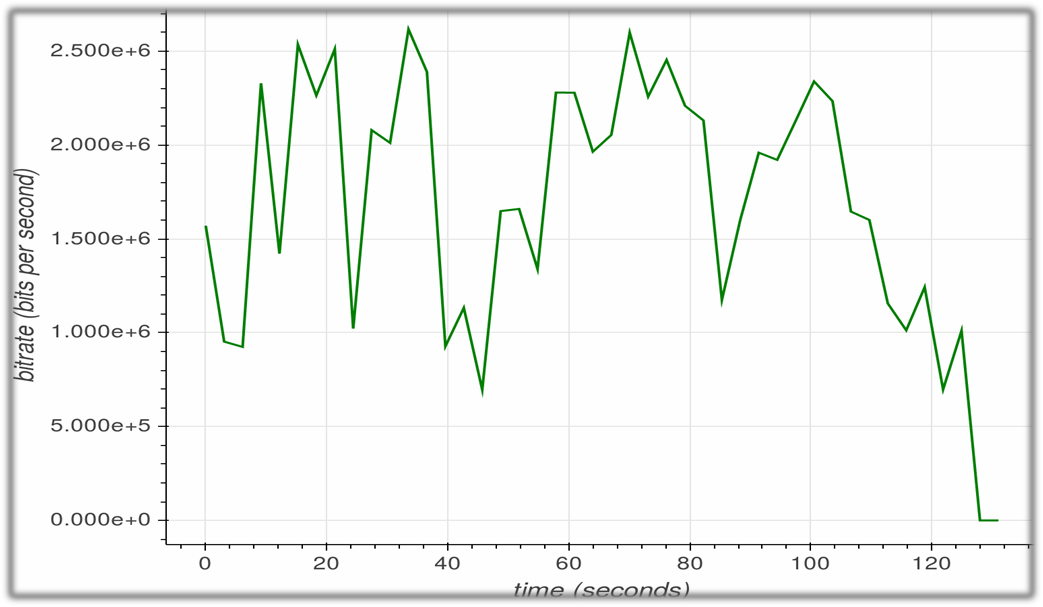 2.500e+6
2.000e+6
1.500e+6
1.000e+6
5.000e+5
0.000e+0
bitrate (bits per second)
0 20 40 60 80 100 120
time (seconds)